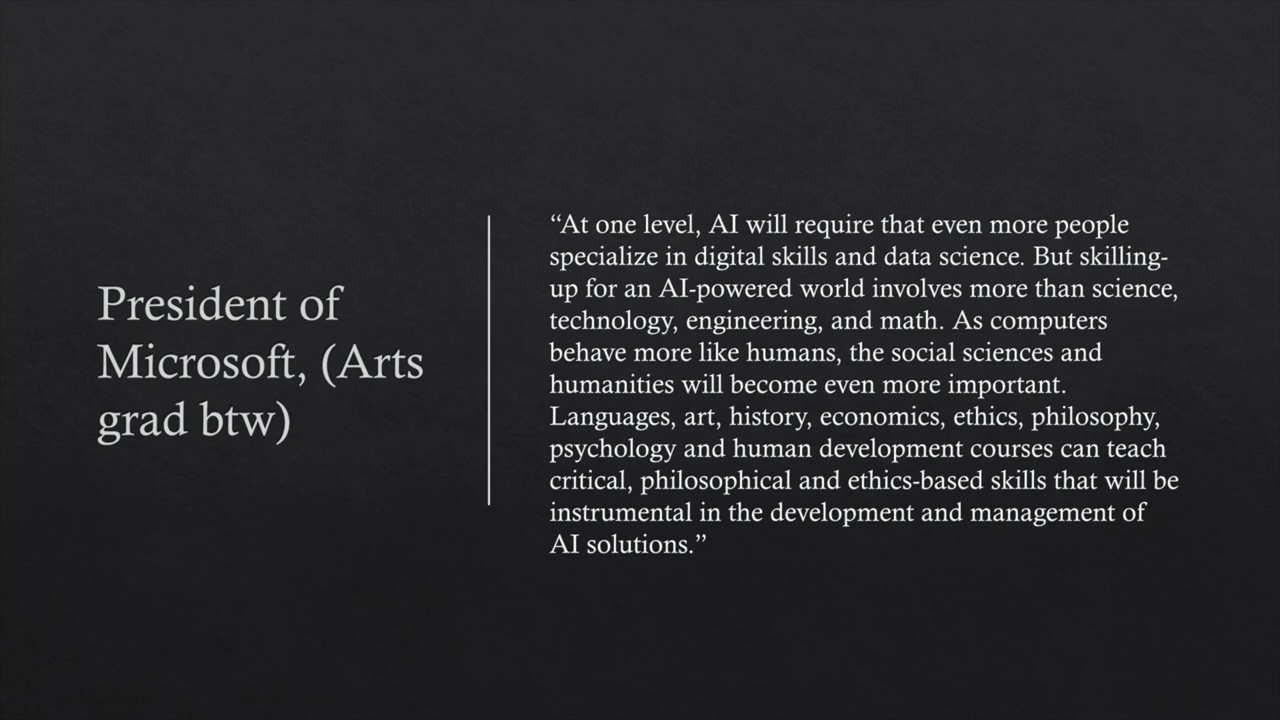 President of
Microsoft, (Arts
grad btw)
“At one level, AI will require that even more people
specialize in digital skills and data science. But skilling-
up for an AI-powered world involves more than science,
technology, engineering, and math. As computers
behave more like humans, the social sciences and
humanities will become even more important.
Languages, art, history, economics, ethics, philosophy,
psychology and human development courses can teach
critical, philosophical and ethics-based skills that will be
instrumental in the development and management of
AI solutions.”